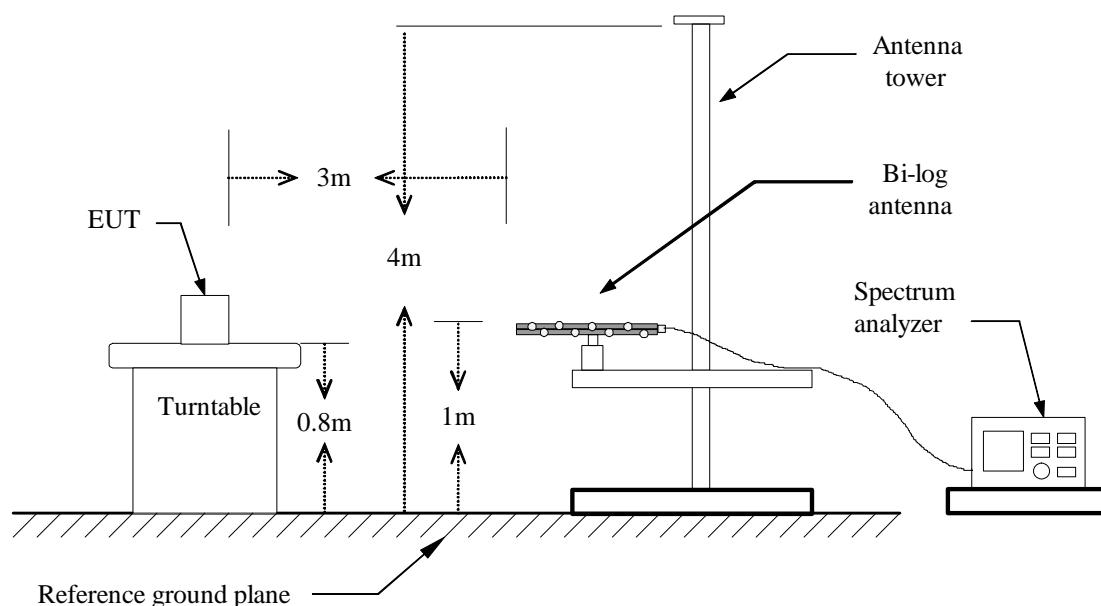 Antenna
tower
3m
Bi-log
antenna
EUT
4m
Spectrum
analyzer
Turntable
0.8m
1m
Reference ground plane